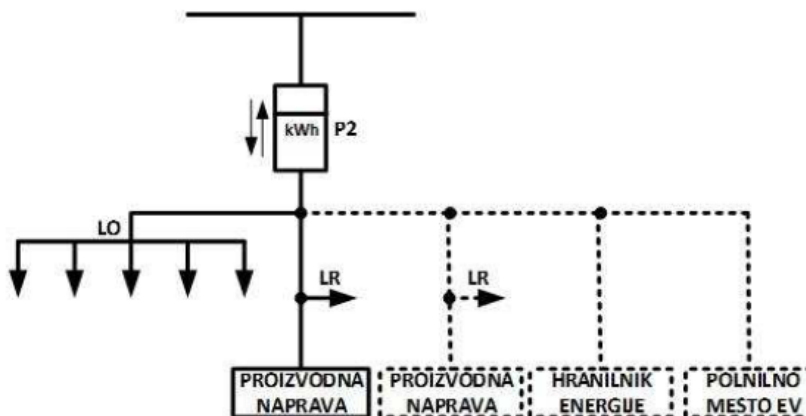 kWh P2
LO
LR
LR
PROIZVODNA
NAPRAVA
PROIZVODNA
NAPRAVA
HRANILNIK
ENERGIJE
POLNILNO
MESTO EV